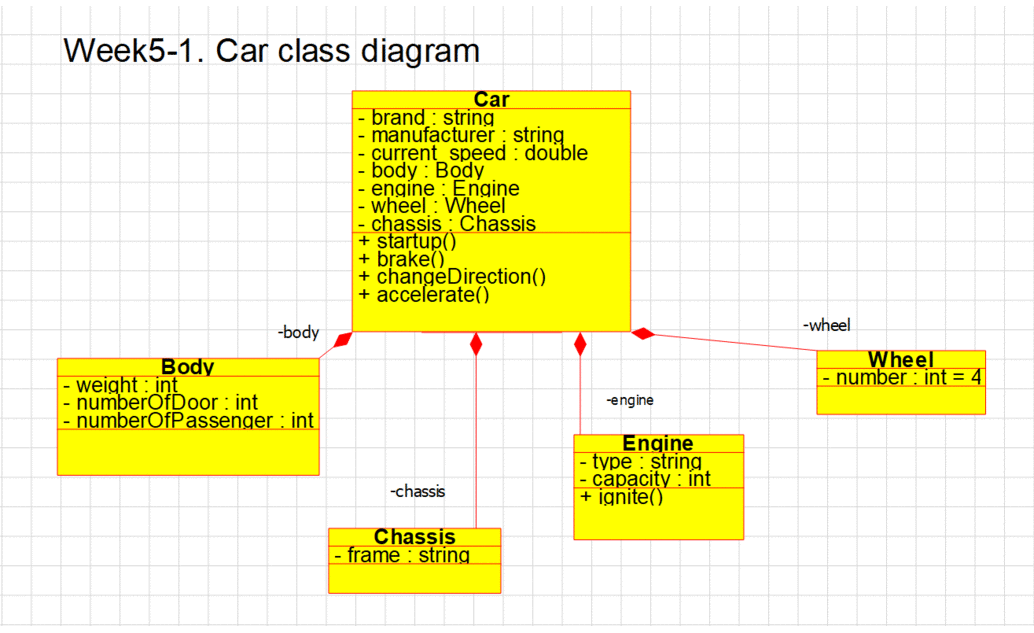 Week5-1. Car class diagram
Car
- brand : string
- manufacturer : string
- current_speed : double
- body : Body
- engine : Engine
- wheel : Wheel
- chassis : Chassis
+ startup()
+ brake()
+ changeDirection()
+ accelerate()
-body
-wheel
Body
- weight : int
- numberOfDoor : int
- numberOfPassenger : int
Wheel
- number : int = 4
-engine
Engine
- type : string
- capacity : int
+ ignite()
-chassis
Chassis
- frame : string